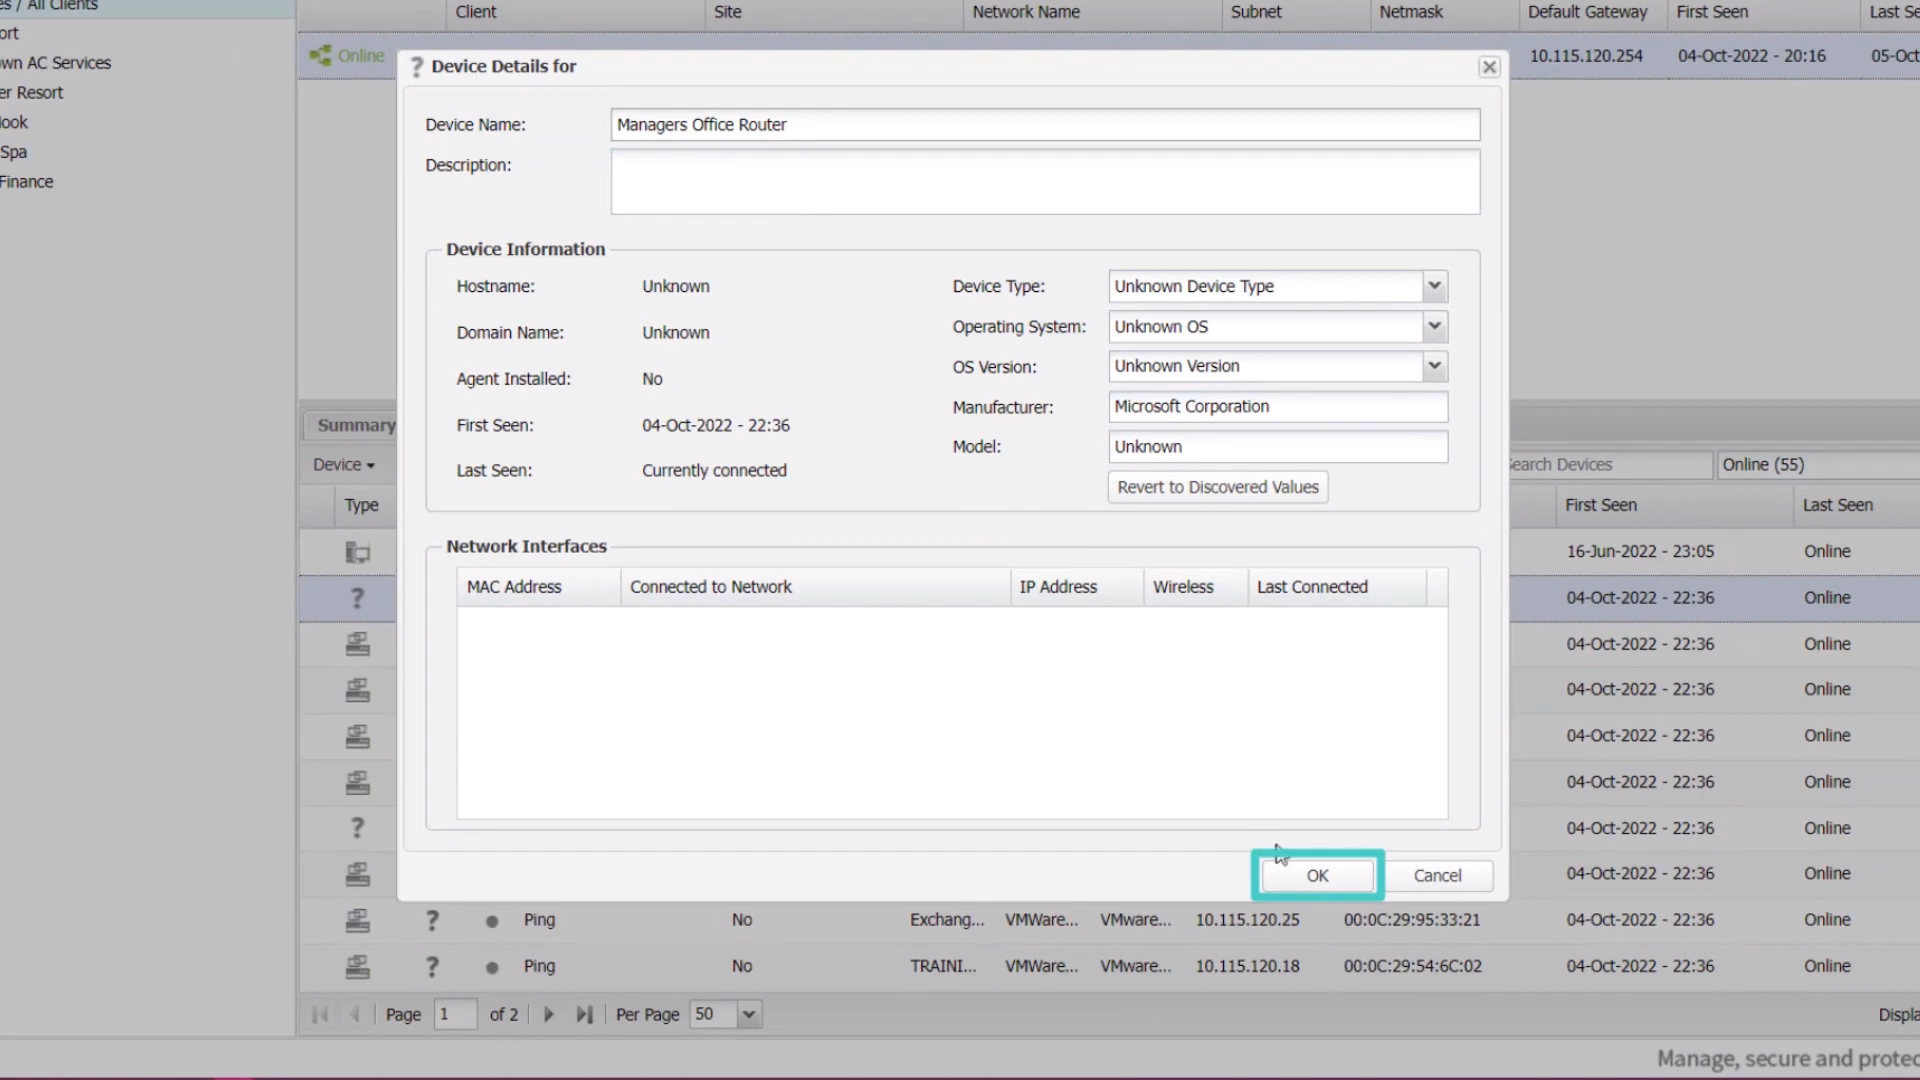 / All Clients
Client
Site
Network Name
Subnet
Netmask
Default Gateway
First Seen
Last Se
ort
Online
10.115.120.254
04-Oct-2022 - 20:16
05-Oct
wn AC Services
er Resort
Nook
Spa
Finance
? Device Details for
Device Name:
Managers Office Router
Description:
Device Information
Hostname:
Unknown
Device Type:
Unknown Device Type
Domain Name:
Unknown
Operating System:
Unknown OS
Agent Installed:
No
OS Version:
Unknown Version
First Seen:
04-Oct-2022 - 22:36
Manufacturer:
Microsoft Corporation
Last Seen:
Currently connected
Model:
Unknown
Revert to Discovered Values
Network Interfaces
MAC Address
Connected to Network
IP Address
Wireless
Last Connected
OK
Cancel
Summary
Device
Search Devices
Online (55)
Type
First Seen
Last Seen
16-Jun-2022 - 23:05
Online
?
04-Oct-2022 - 22:36
Online
04-Oct-2022 - 22:36
Online
04-Oct-2022 - 22:36
Online
04-Oct-2022 - 22:36
Online
04-Oct-2022 - 22:36
Online
?
04-Oct-2022 - 22:36
Online
04-Oct-2022 - 22:36
Online
? Ping No Exchang... VMWare... VMware... 10.115.120.25 00:0C:29:95:33:21 04-Oct-2022 - 22:36 Online
? Ping No TRAINI... VMWare... VMware... 10.115.120.18 00:0C:29:54:6C:02 04-Oct-2022 - 22:36 Online
Page 1 of 2 Per Page 50
Displa
Manage, secure and protec